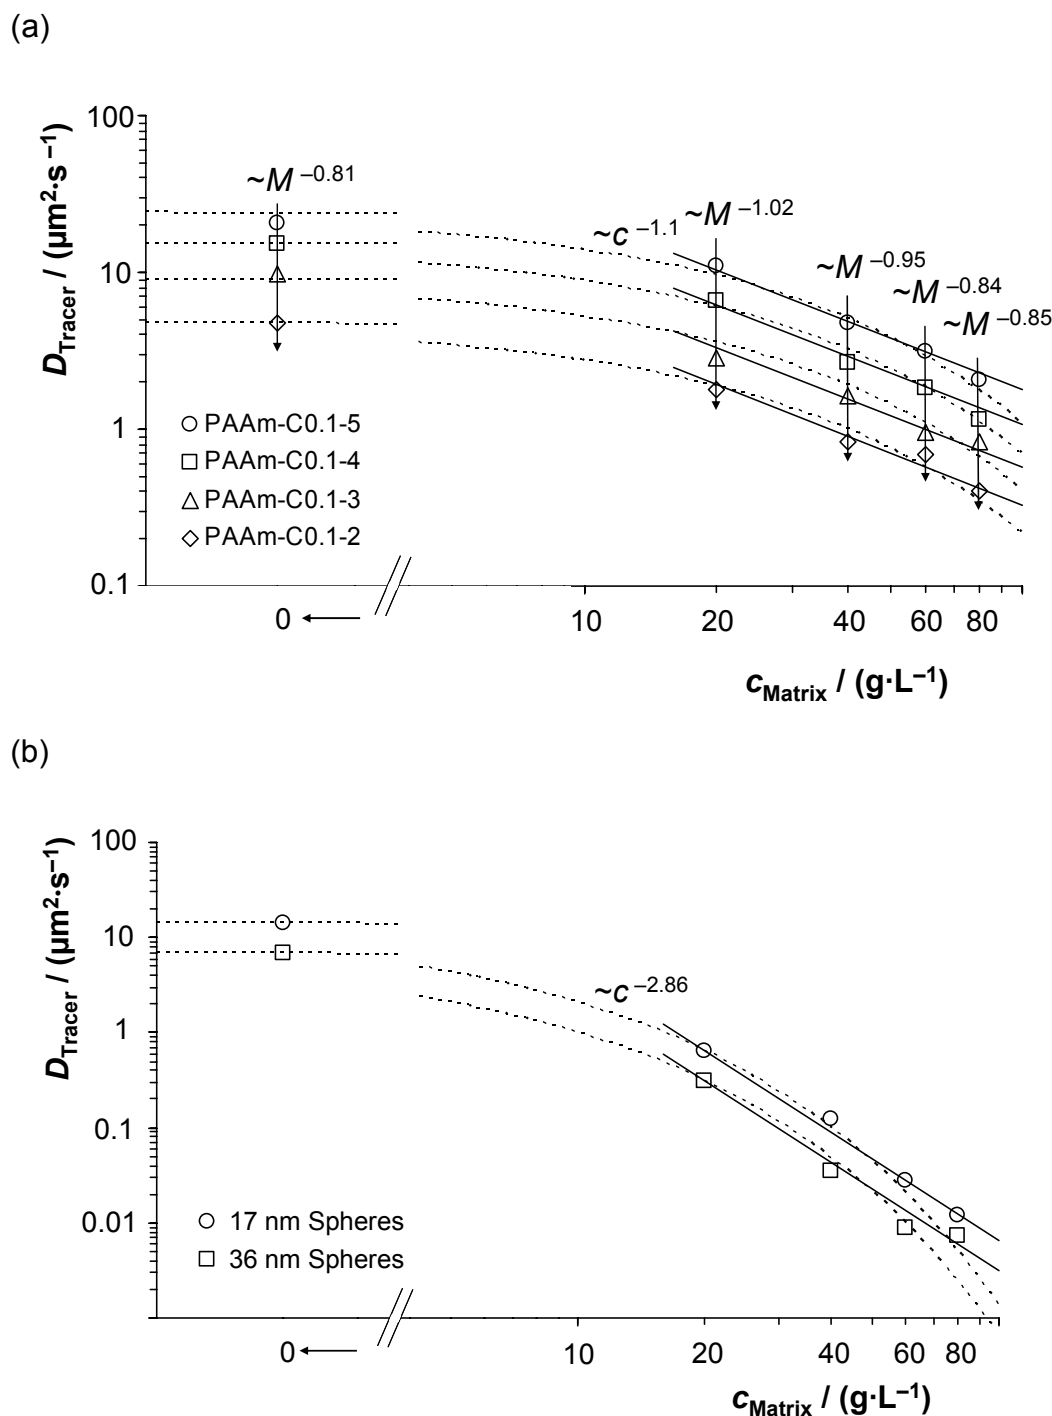 (a)
D_Tracer / (µm²·s⁻¹)
100
10
1
0.1
~M ⁻⁰·⁸¹
~c ⁻¹·¹
~M ⁻¹·⁰²
~M ⁻⁰·⁹⁵
~M ⁻⁰·⁸⁴
~M ⁻⁰·⁸⁵
PAAm-C0.1-5
PAAm-C0.1-4
PAAm-C0.1-3
PAAm-C0.1-2
0 10 20 40 60 80
c_Matrix / (g·L⁻¹)
(b)
D_Tracer / (µm²·s⁻¹)
100
10
1
0.1
0.01
~c ⁻²·⁸⁶
17 nm Spheres
36 nm Spheres
0 10 20 40 60 80
c_Matrix / (g·L⁻¹)